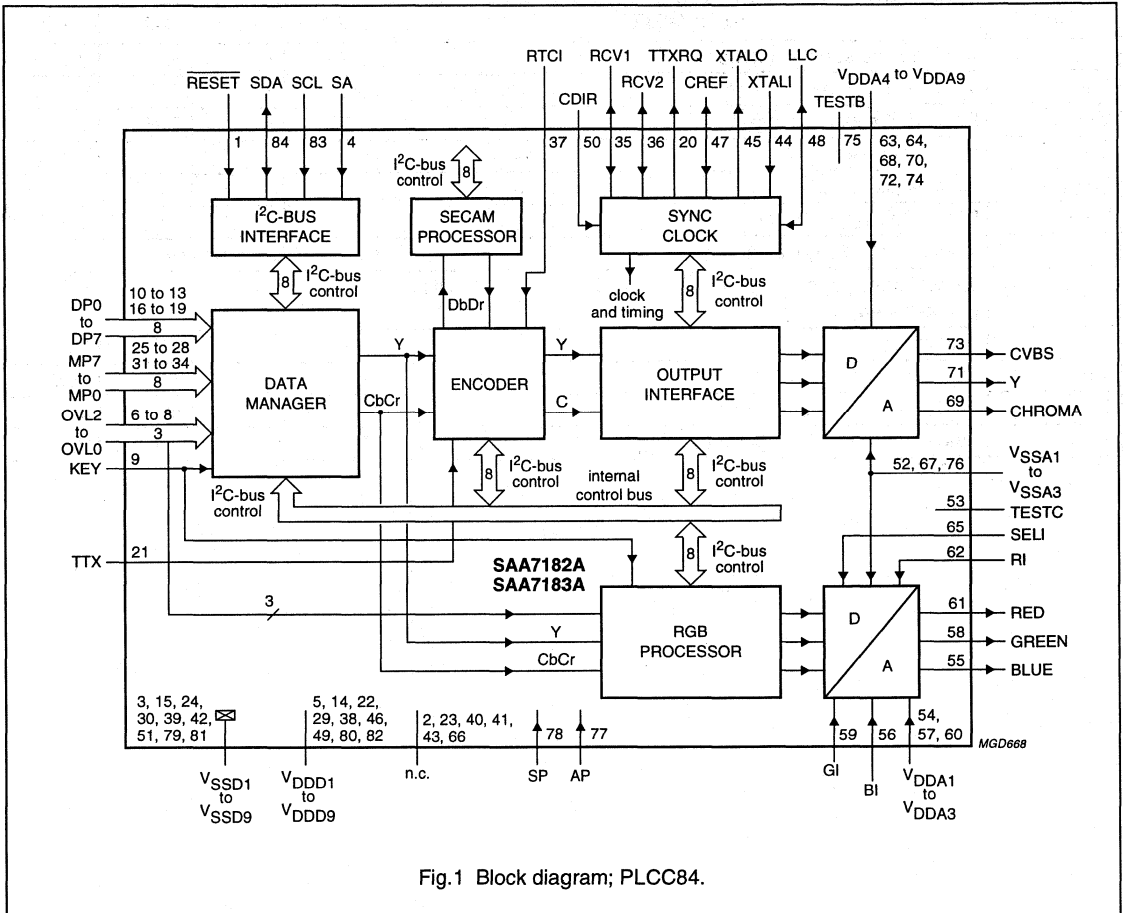 RTCI RCV1 TTXRQ XTALO LLC
RESET SDA SCL SA
RCV2 CREF XTALI
VDDA4 to VDDA9
CDIR
TESTB
1 84 83 4
37 50 35 36 20 47 45 44 48 75
63, 64,
68, 70,
72, 74
I2C-bus
control
8
I2C-BUS
INTERFACE
SECAM
PROCESSOR
SYNC
CLOCK
8
I2C-bus
control
DbDr
clock
and timing
8
I2C-bus
control
DP0
to
DP7
10 to 13
16 to 19
8
MP7
to
MP0
25 to 28
31 to 34
8
OVL2
to
OVL0
6 to 8
3
KEY
9
DATA
MANAGER
Y
CbCr
ENCODER
Y
C
OUTPUT
INTERFACE
D
A
73 CVBS
71 Y
69 CHROMA
52, 67, 76
VSSA1
to
VSSA3
53
TESTC
65 SELI
62 RI
I2C-bus
control
8
I2C-bus
control
internal
control bus
8
I2C-bus
control
TTX
21
SAA7182A
SAA7183A
8
I2C-bus
control
3
Y
CbCr
RGB
PROCESSOR
D
A
61 RED
58 GREEN
55 BLUE
3, 15, 24,
30, 39, 42,
51, 79, 81
5, 14, 22,
29, 38, 46,
49, 80, 82
2, 23, 40, 41,
43, 66
78
77
59
56
54,
57, 60
MGD668
VSSD1
to
VSSD9
VDDD1
to
VDDD9
n.c.
SP
AP
GI
BI
VDDA1
to
VDDA3
Fig.1 Block diagram; PLCC84.